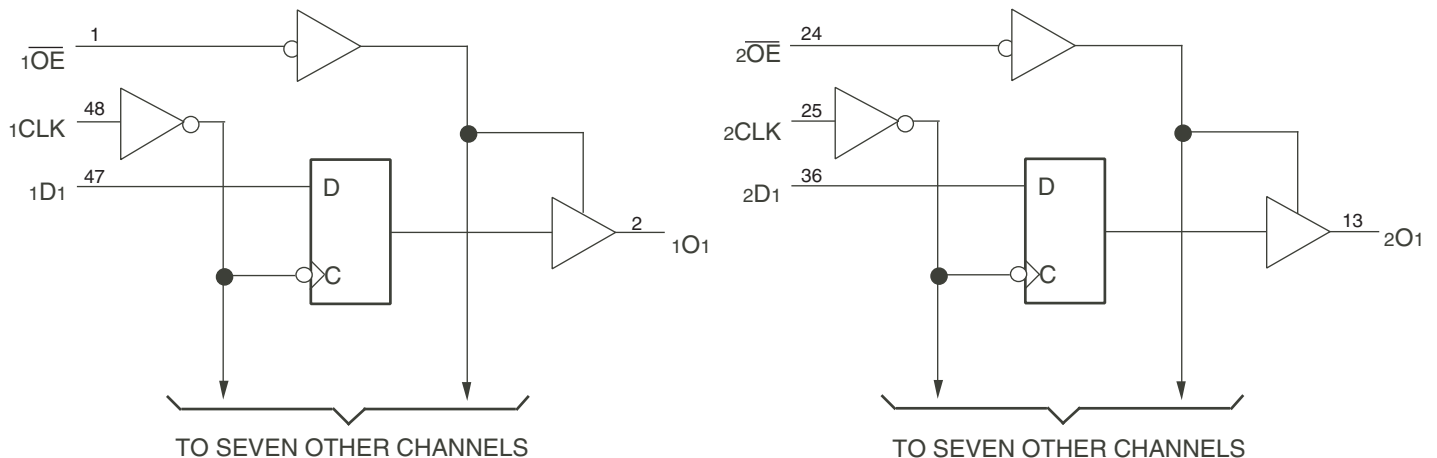 1OE 1
1CLK 48
1D1 47
D
C
2 1O1
TO SEVEN OTHER CHANNELS
2OE 24
2CLK 25
2D1 36
D
C
13 2O1
TO SEVEN OTHER CHANNELS